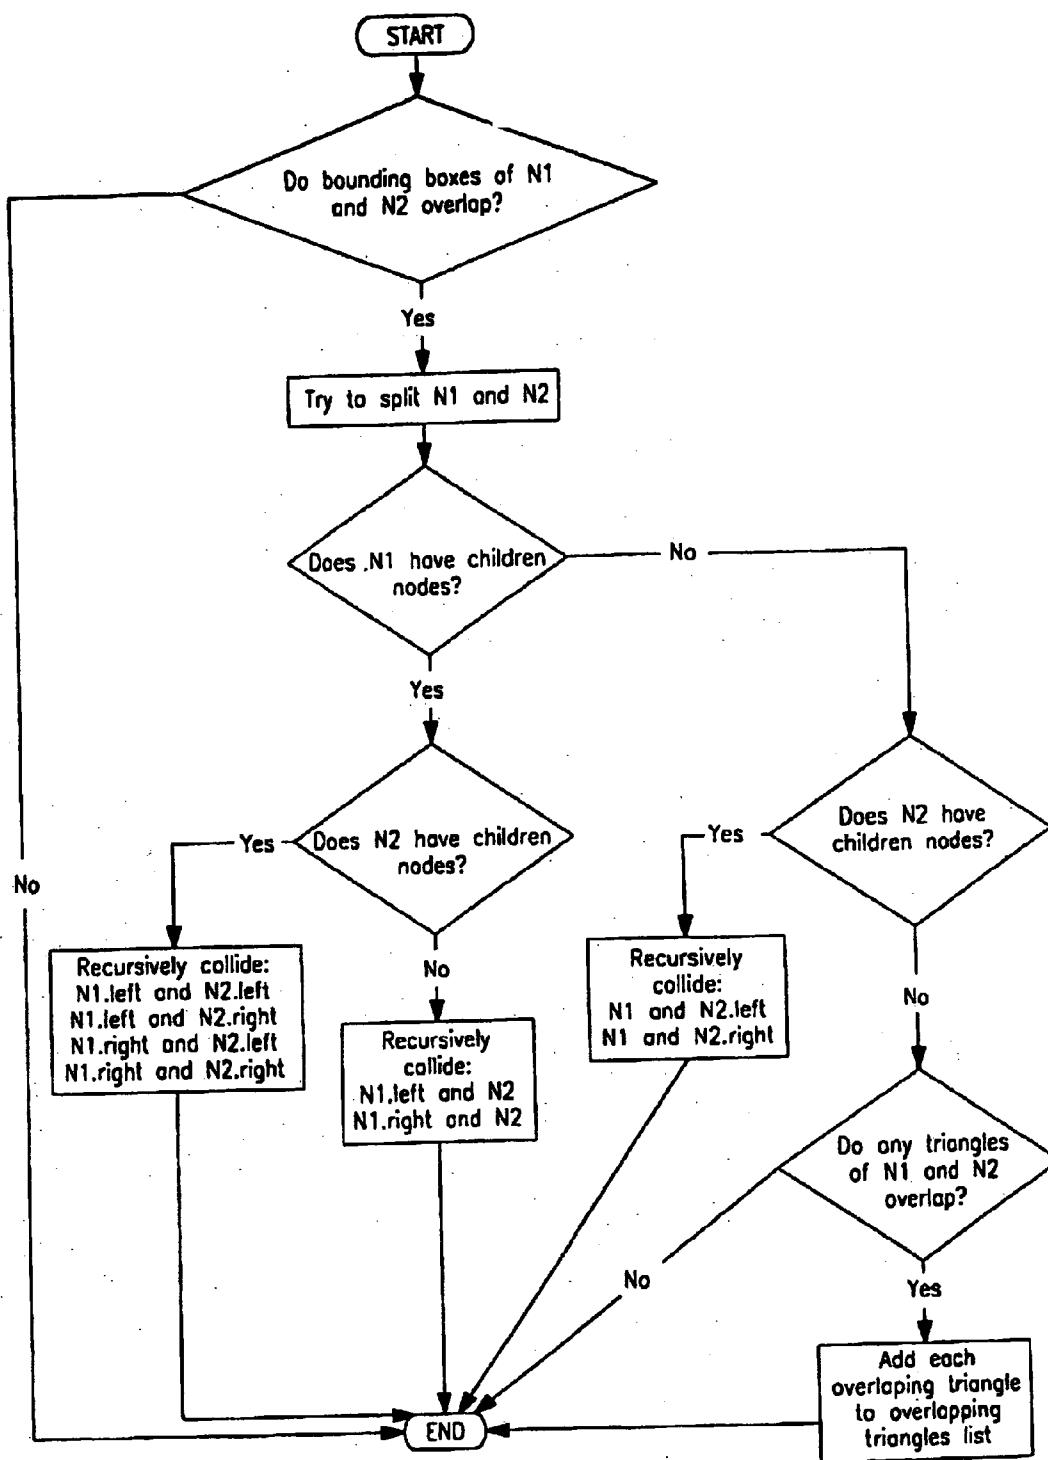 START
Do bounding boxes of N1
and N2 overlap?
Yes
Try to split N1 and N2
Does N1 have children
nodes?
No
Yes
Does N2 have children
nodes?
Yes
Does N2 have
children nodes?
Yes
No
Recursively collide:
N1.left and N2.left
N1.left and N2.right
N1.right and N2.left
N1.right and N2.right
No
Recursively
collide:
N1.left and N2
N1.right and N2
Recursively
collide:
N1 and N2.left
N1 and N2.right
No
Do any triangles
of N1 and N2
overlap?
No
Yes
Add each
overlaping triangle
to overlapping
triangles list
END